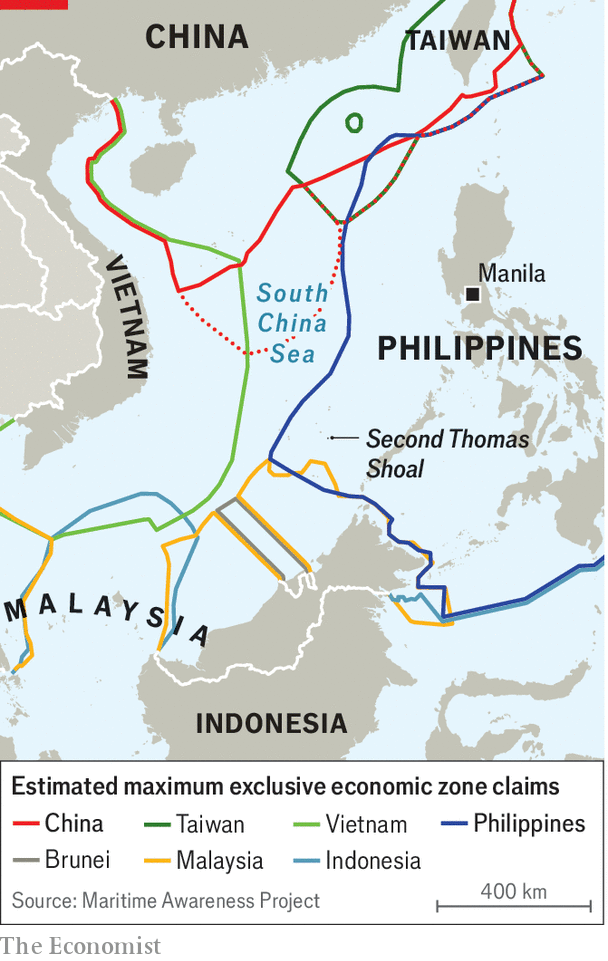 CHINA
TAIWAN
VIETNAM
South
China
Sea
Manila
PHILIPPINES
Second Thomas
Shoal
MALAYSIA
INDONESIA
Estimated maximum exclusive economic zone claims
China Taiwan Vietnam Philippines
Brunei Malaysia Indonesia
Source: Maritime Awareness Project
400 km
The Economist